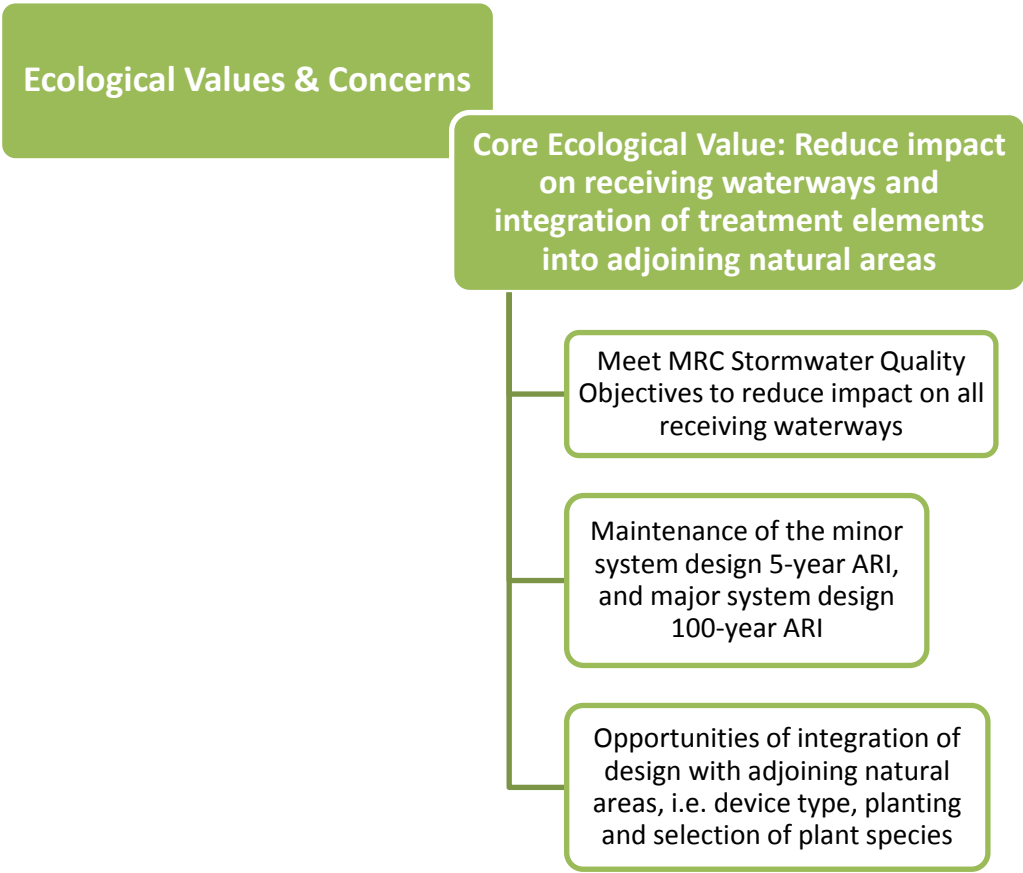 Ecological Values & Concerns
Core Ecological Value: Reduce impact
on receiving waterways and
integration of treatment elements
into adjoining natural areas
Meet MRC Stormwater Quality
Objectives to reduce impact on all
receiving waterways
Maintenance of the minor
system design 5-year ARI,
and major system design
100-year ARI
Opportunities of integration of
design with adjoining natural
areas, i.e. device type, planting
and selection of plant species